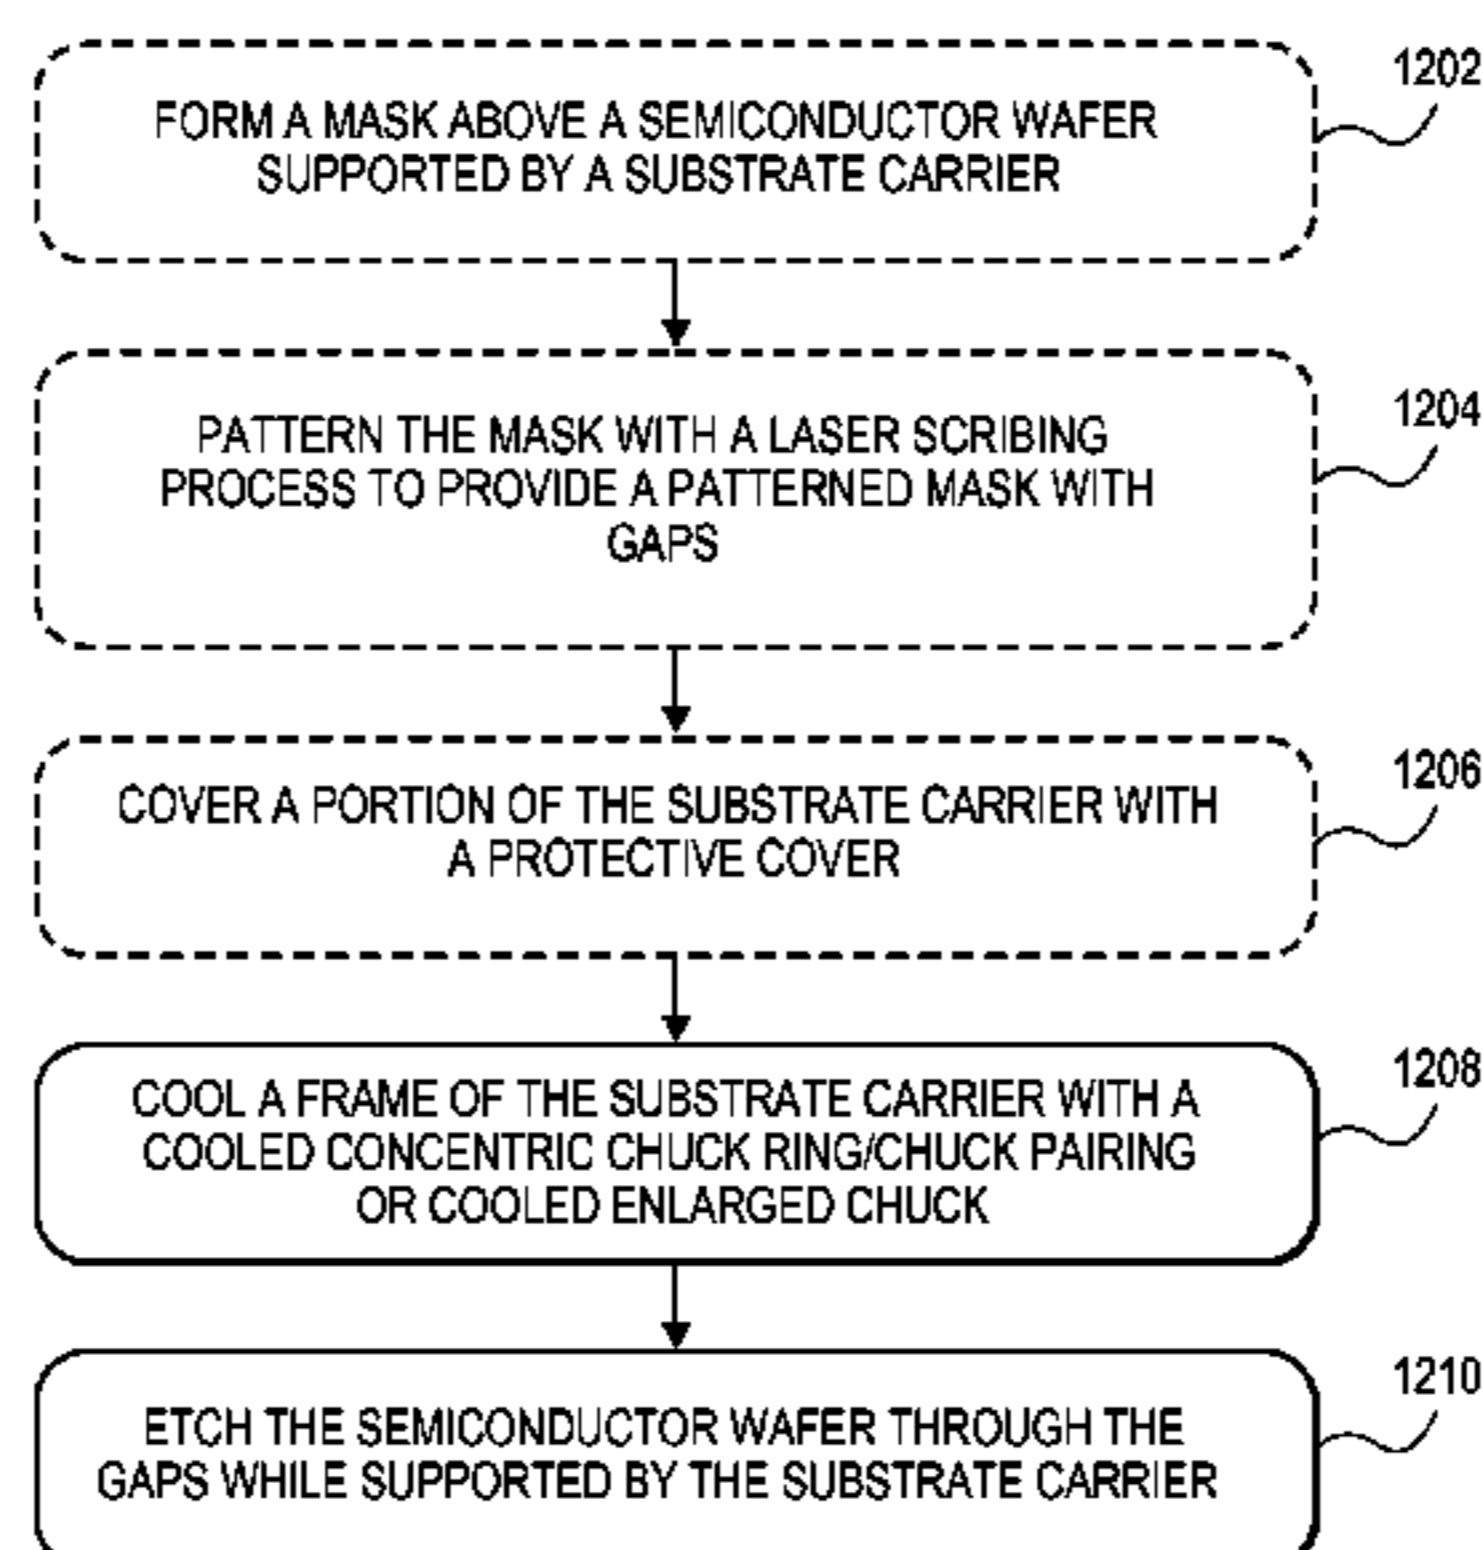 1202
FORM A MASK ABOVE A SEMICONDUCTOR WAFER
SUPPORTED BY A SUBSTRATE CARRIER
1204
PATTERN THE MASK WITH A LASER SCRIBING
PROCESS TO PROVIDE A PATTERNED MASK WITH
GAPS
1206
COVER A PORTION OF THE SUBSTRATE CARRIER WITH
A PROTECTIVE COVER
1208
COOL A FRAME OF THE SUBSTRATE CARRIER WITH A
COOLED CONCENTRIC CHUCK RING/CHUCK PAIRING
OR COOLED ENLARGED CHUCK
1210
ETCH THE SEMICONDUCTOR WAFER THROUGH THE
GAPS WHILE SUPPORTED BY THE SUBSTRATE CARRIER